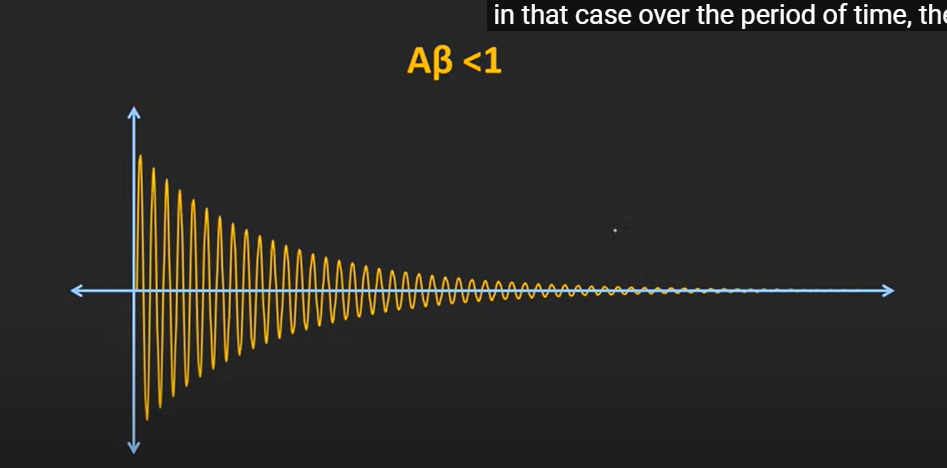 in that case over the period of time, the
Aβ <1